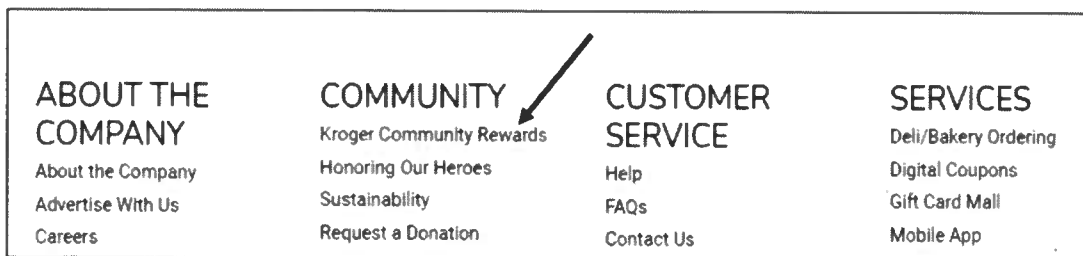 ABOUT THE
COMPANY
About the Company
Advertise With Us
Careers
COMMUNITY
Kroger Community Rewards
Honoring Our Heroes
Sustainability
Request a Donation
CUSTOMER
SERVICE
Help
FAQs
Contact Us
SERVICES
Deli/Bakery Ordering
Digital Coupons
Gift Card Mall
Mobile App